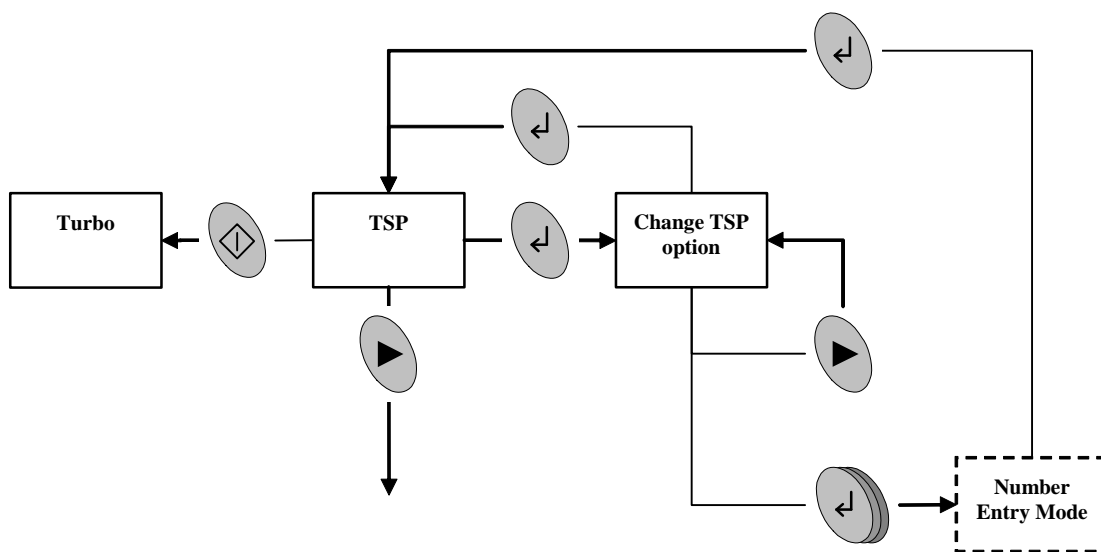 Turbo
TSP
Change TSP
option
Number
Entry Mode